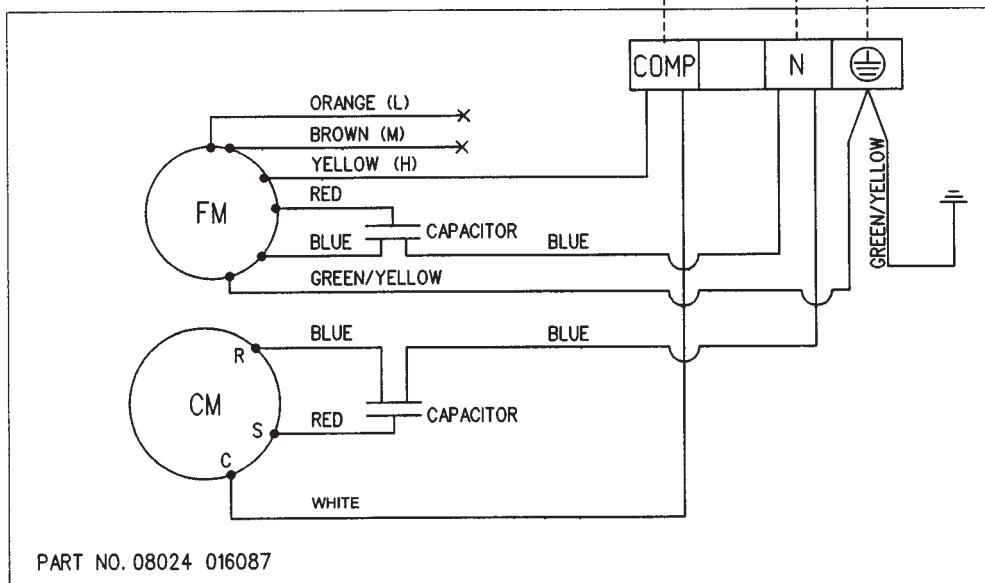 COMP N
ORANGE (L)
BROWN (M)
YELLOW (H)
RED
FM
CAPACITOR
BLUE
BLUE
GREEN/YELLOW
GREEN/YELLOW
BLUE
BLUE
R
CM
CAPACITOR
RED
S
C
WHITE
PART NO. 08024 016087